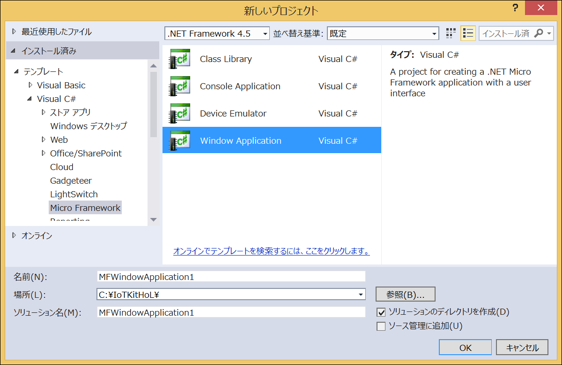 新しいプロジェクト
?
最近使用したファイル
インストール済み
テンプレート
Visual Basic
Visual C#
ストア アプリ
Windows デスクトップ
Web
Office/SharePoint
Cloud
Gadgeteer
LightSwitch
Micro Framework
Reporting
オンライン
.NET Framework 4.5
並べ替え基準:
既定
インストール済
Class Library Visual C#
Console Application Visual C#
Device Emulator Visual C#
Window Application Visual C#
オンラインでテンプレートを検索するには、ここをクリックします。
タイプ: Visual C#
A project for creating a .NET Micro
Framework application with a user
interface
名前(N): MFWindowApplication1
場所(L): C:¥IoTKitHoL¥
参照(B)...
ソリューション名(M): MFWindowApplication1
ソリューションのディレクトリを作成(D)
ソース管理に追加(U)
OK
キャンセル